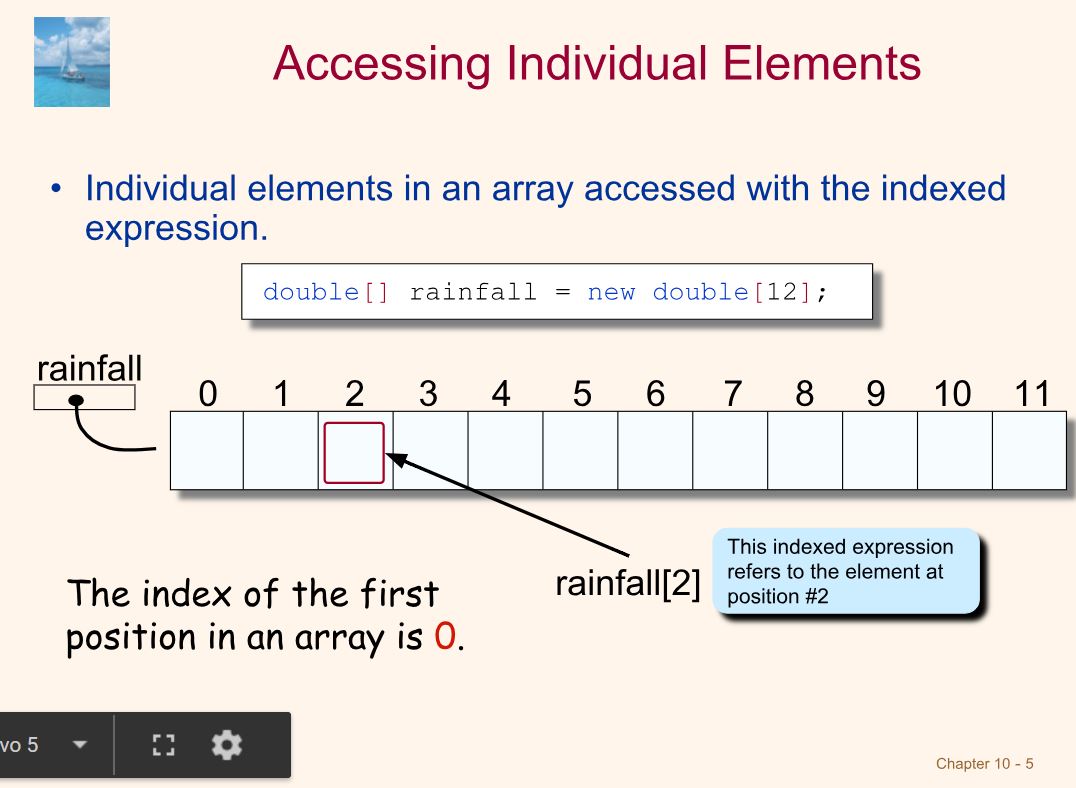 Accessing Individual Elements
• Individual elements in an array accessed with the indexed
expression.
double[] rainfall = new double[12];
rainfall
0 1 2 3 4 5 6 7 8 9 10 11
rainfall[2]
This indexed expression
refers to the element at
position #2
The index of the first
position in an array is 0.
vo 5
Chapter 10 - 5